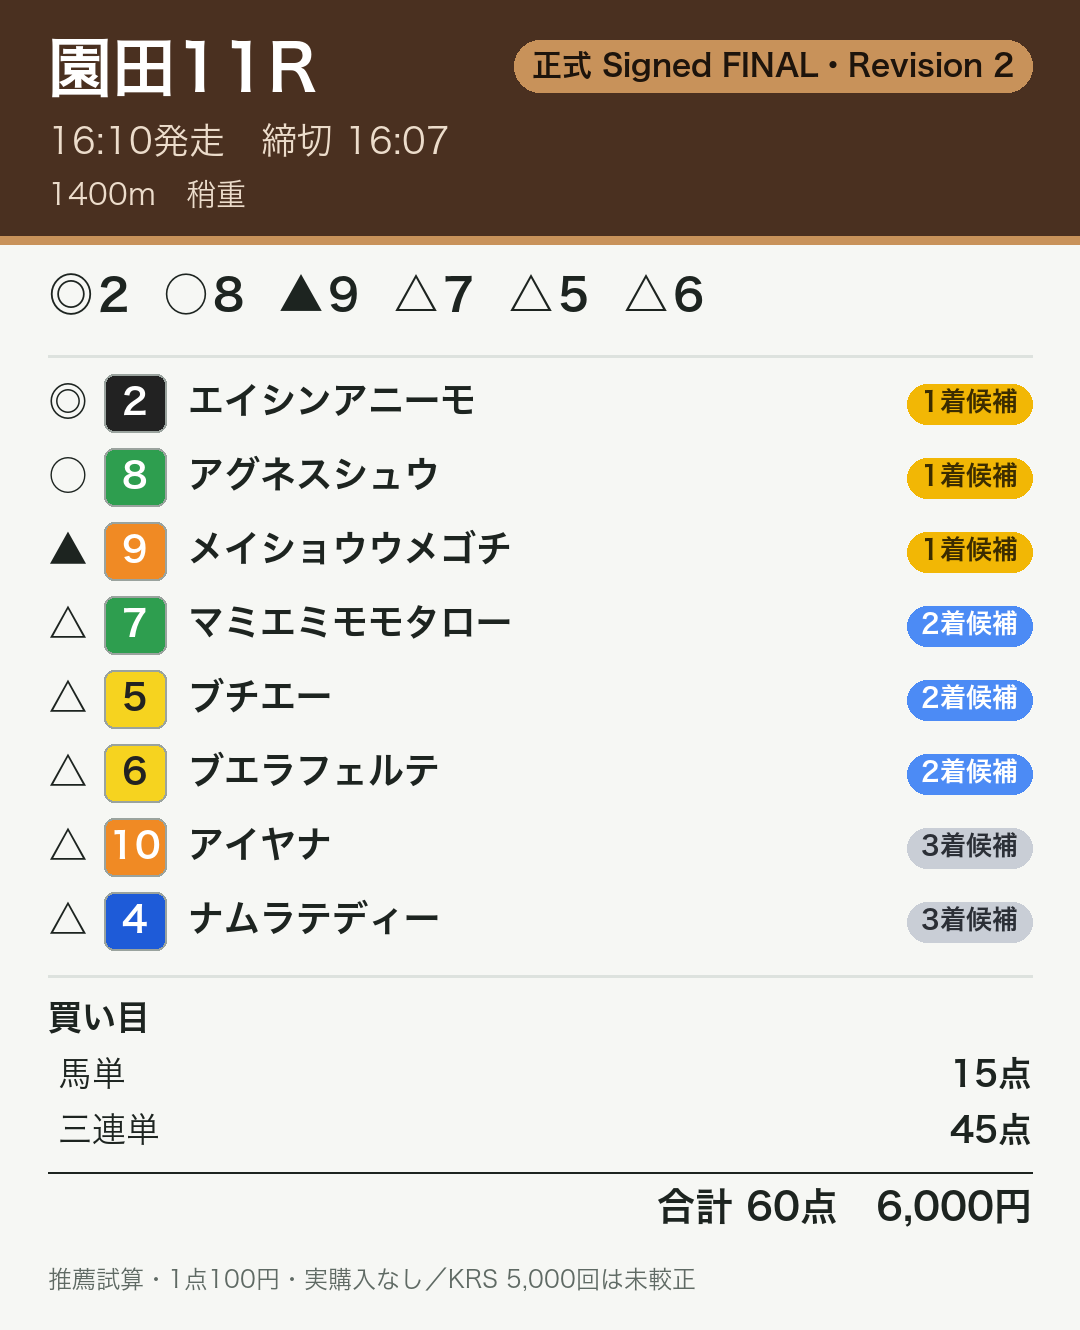 園田11R
正式 Signed FINAL・Revision 2
16:10発走　締切 16:07
1400m　稍重
◎2 ○8 ▲9 △7 △5 △6
◎ 2 エイシンアニーモ 1着候補
○ 8 アグネスシュウ 1着候補
▲ 9 メイショウウメゴチ 1着候補
△ 7 マミエミモモタロー 2着候補
△ 5 ブチエー 2着候補
△ 6 ブエラフェルテ 2着候補
△ 10 アイヤナ 3着候補
△ 4 ナムラテディー 3着候補
買い目
馬単 15点
三連単 45点
合計 60点　6,000円
推薦試算・1点100円・実購入なし／KRS 5,000回は未較正